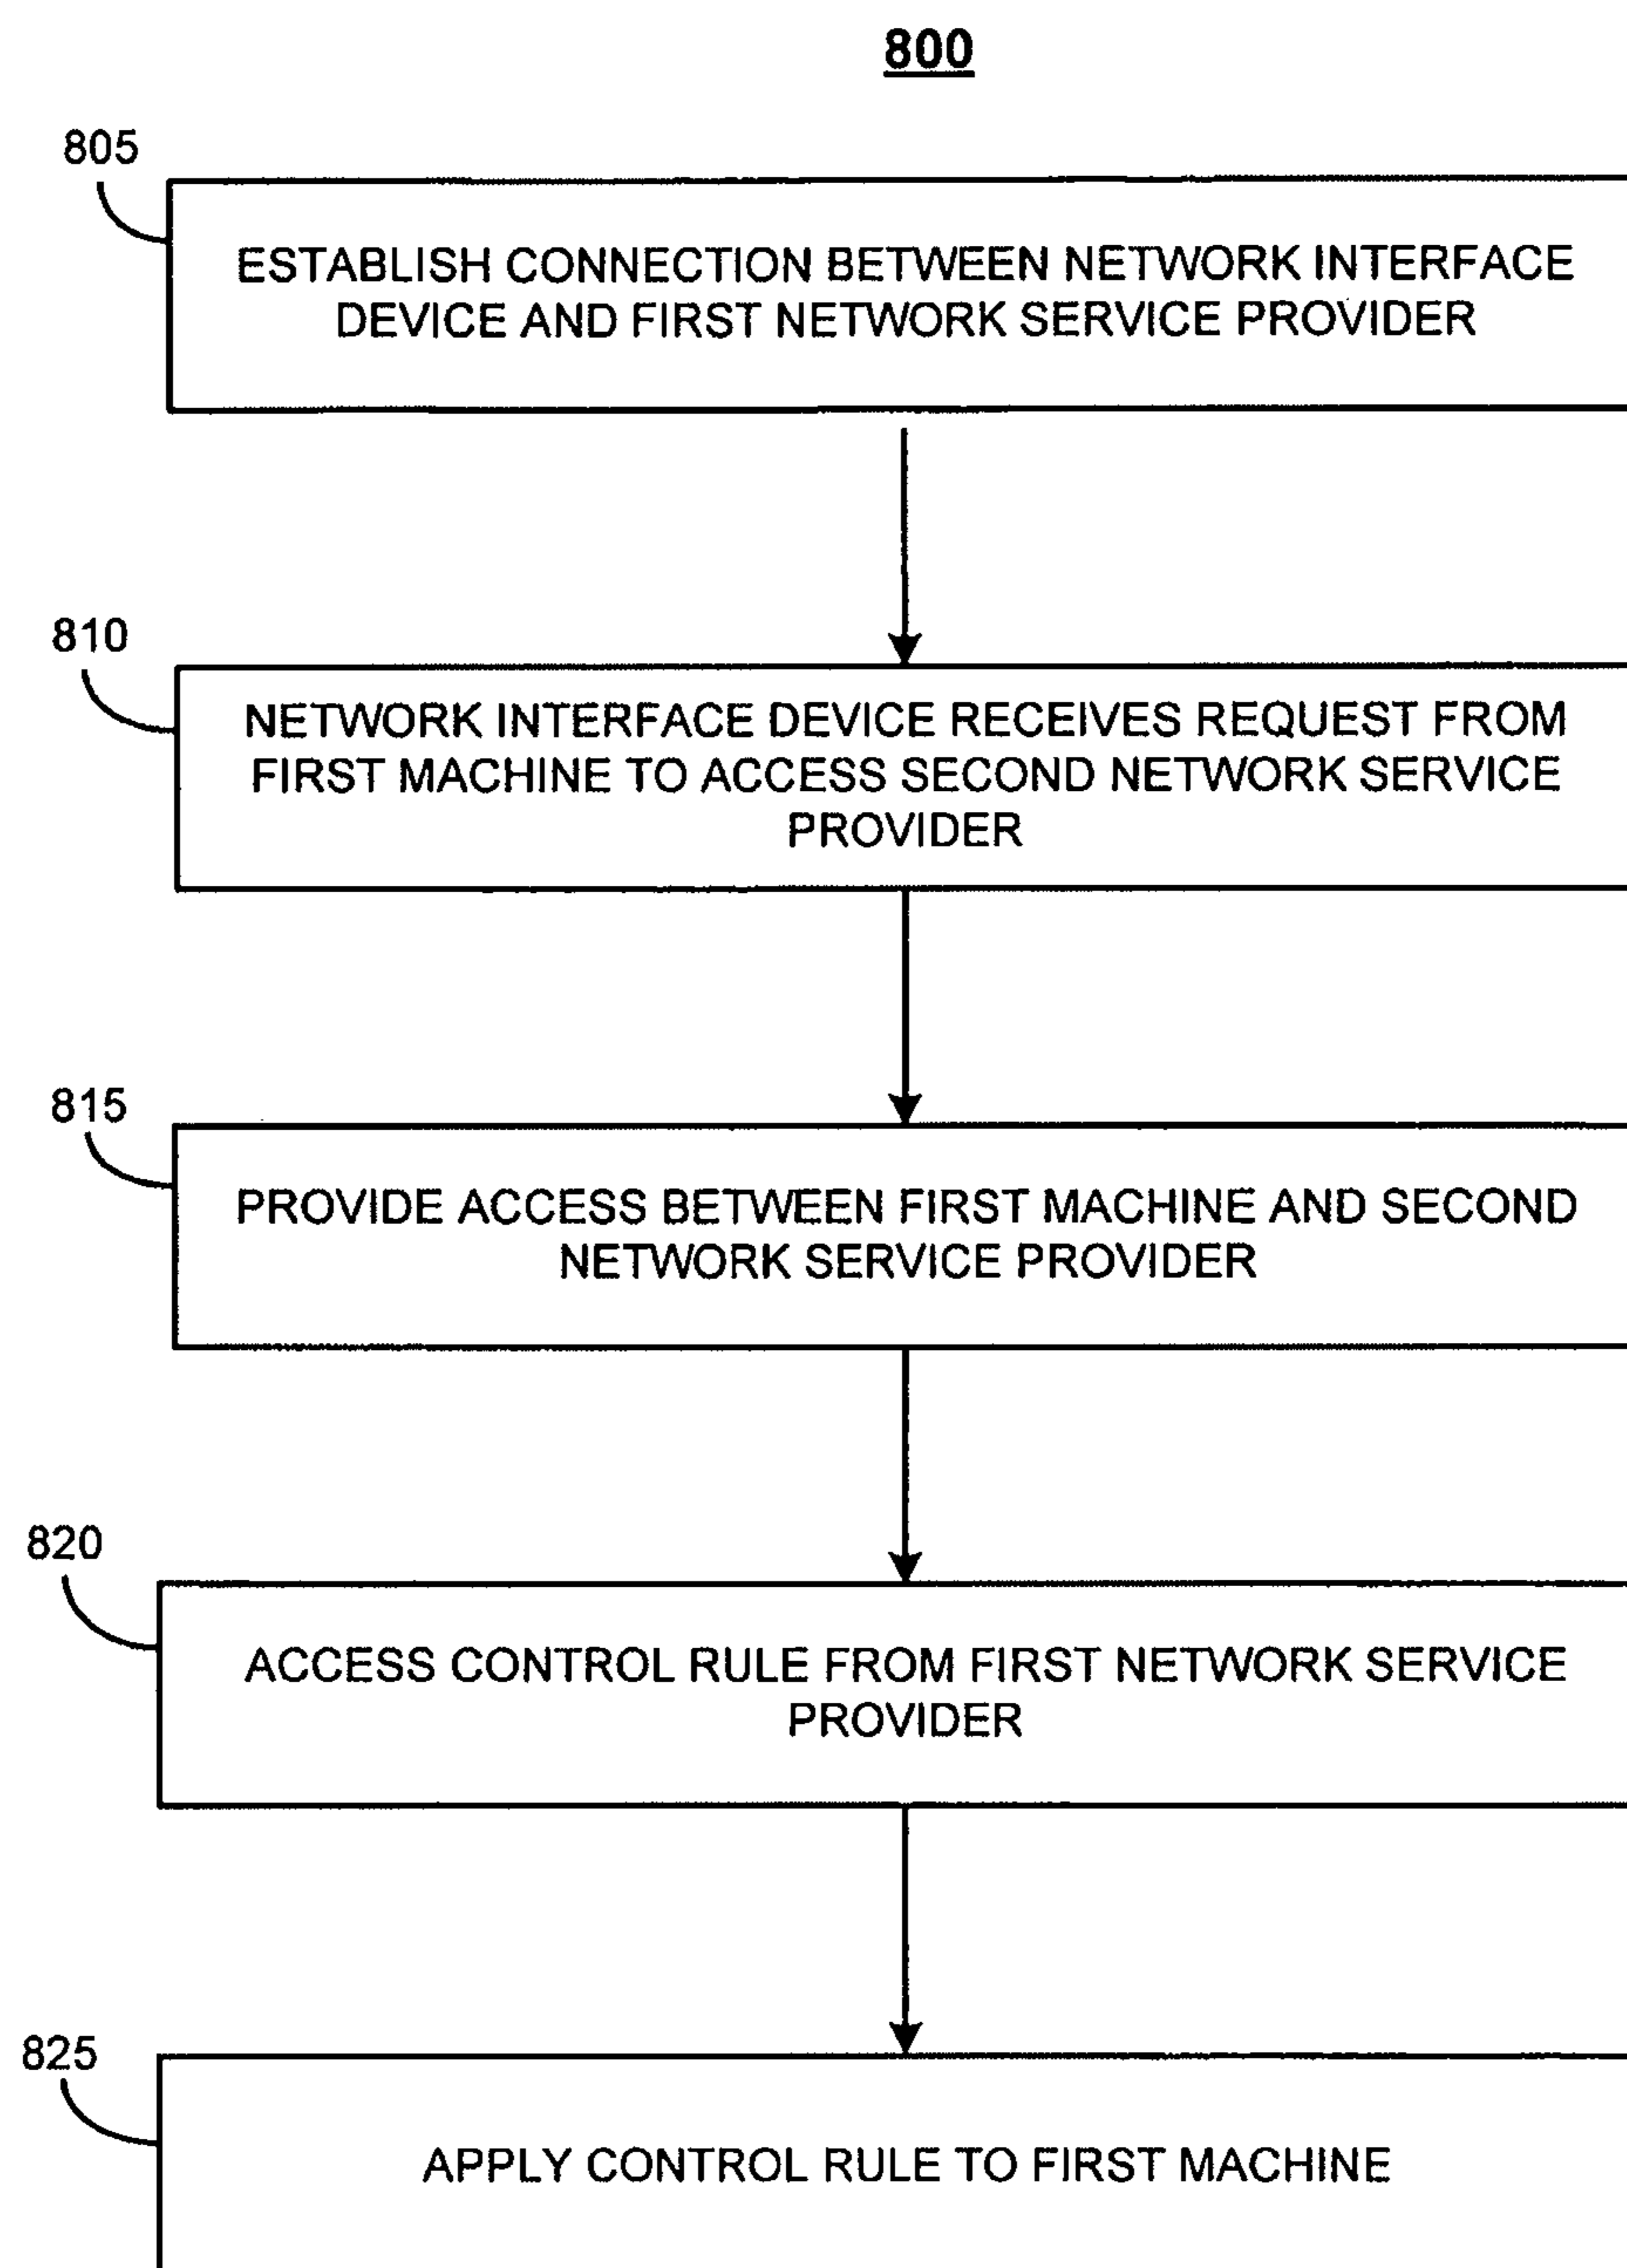 800
805
ESTABLISH CONNECTION BETWEEN NETWORK INTERFACE
DEVICE AND FIRST NETWORK SERVICE PROVIDER
810
NETWORK INTERFACE DEVICE RECEIVES REQUEST FROM
FIRST MACHINE TO ACCESS SECOND NETWORK SERVICE
PROVIDER
815
PROVIDE ACCESS BETWEEN FIRST MACHINE AND SECOND
NETWORK SERVICE PROVIDER
820
ACCESS CONTROL RULE FROM FIRST NETWORK SERVICE
PROVIDER
825
APPLY CONTROL RULE TO FIRST MACHINE